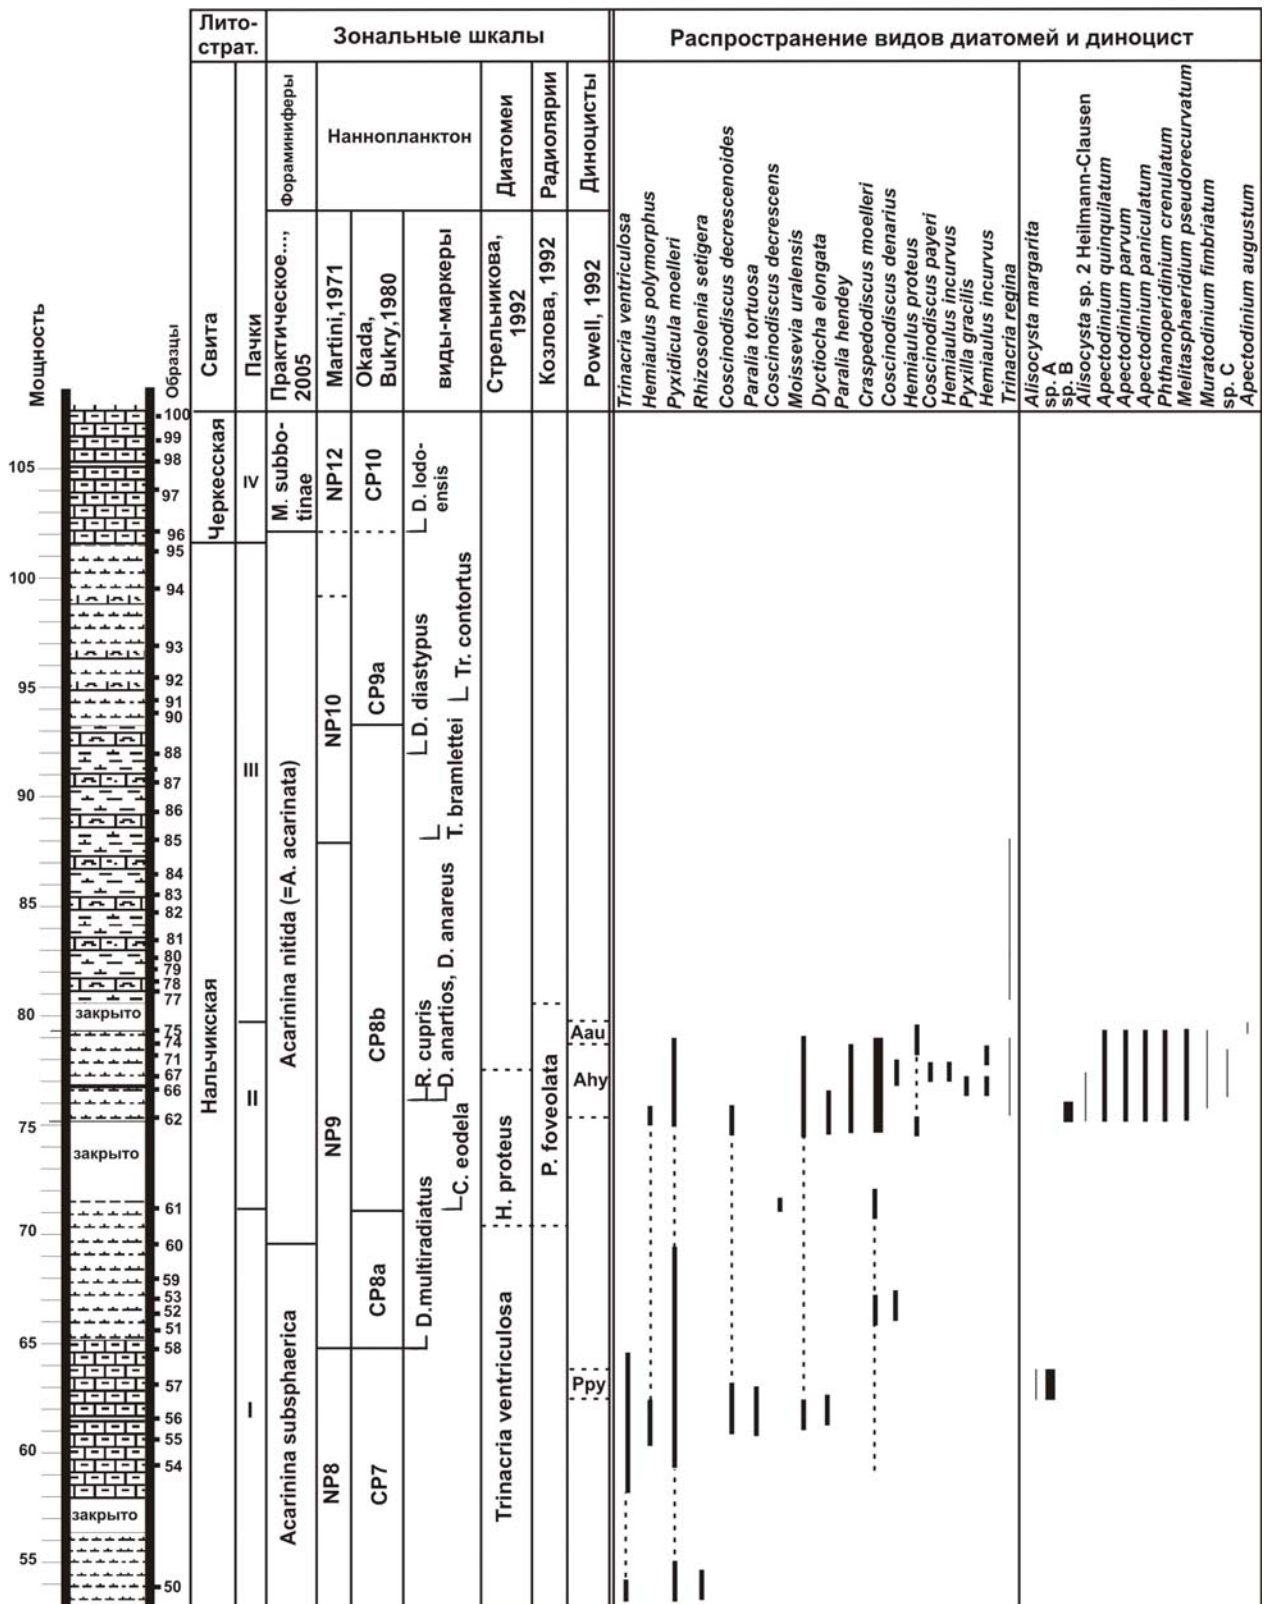 Лито-
страт.
Зональные шкалы
Распространение видов диатомей и диноцист
Мощность
Образцы
Свита
Пачки
Фораминиферы
Наннопланктон
Диатомеи
Радиолярии
Диноцисты
Практическое...,
2005
Martini,1971
Okada,
Bukry,1980
виды-маркеры
Стрельникова,
1992
Козлова, 1992
Powell, 1992
Trinacria ventriculosa
Hemiaulus polymorphus
Pyxidicula moelleri
Rhizosolenia setigera
Coscinodiscus decrescenoides
Paralia tortuosa
Coscinodiscus decrescens
Moissevia uralensis
Dyctiocha elongata
Paralia hendey
Craspedodiscus moelleri
Coscinodiscus denarius
Hemiaulus proteus
Coscinodiscus payeri
Hemiaulus incurvus
Pyxilla gracilis
Hemiaulus incurvus
Trinacria regina
Alisocysta margarita
sp. A
sp. B
Alisocysta sp. 2 Heilmann-Clausen
Apectodinium quinquilatum
Apectodinium parvum
Apectodinium paniculatum
Phthanoperidinium crenulatum
Melitasphaeridium pseudorecurvatum
Muratodinium fimbriatum
sp. C
Apectodinium augustum
105
100
95
90
85
80
75
70
65
60
55
закрыто
закрыто
закрыто
100
99
98
97
96
95
94
93
92
91
90
88
87
86
85
84
83
82
81
80
79
78
77
75
74
71
67
66
62
61
60
59
53
52
51
58
57
56
55
54
50
Черкесская
Нальчикская
IV
III
II
I
M. subbo-
tinae
Acarinina nitida (=A. acarinata)
Acarinina subsphaerica
NP12
NP10
NP9
NP8
CP10
CP9a
CP8b
CP8a
CP7
D. lodo-
ensis
Tr. contortus
D. diastypus
T. bramlettei
R. cupris
D. anartios, D. anareus
C. eodela
D.multiradiatus
H. proteus
Trinacria ventriculosa
P. foveolata
Aau
Ahy
Ppy